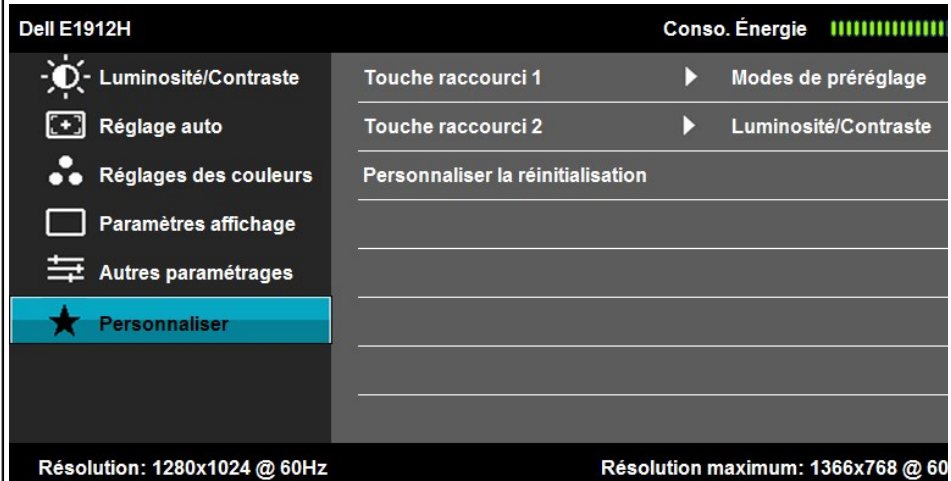 Dell E1912H Conso. Énergie
Luminosité/Contraste Touche raccourci 1 Modes de préréglage
Réglage auto Touche raccourci 2 Luminosité/Contraste
Réglages des couleurs Personnaliser la réinitialisation
Paramètres affichage
Autres paramétrages
Personnaliser
Résolution: 1280x1024 @ 60Hz Résolution maximum: 1366x768 @ 60